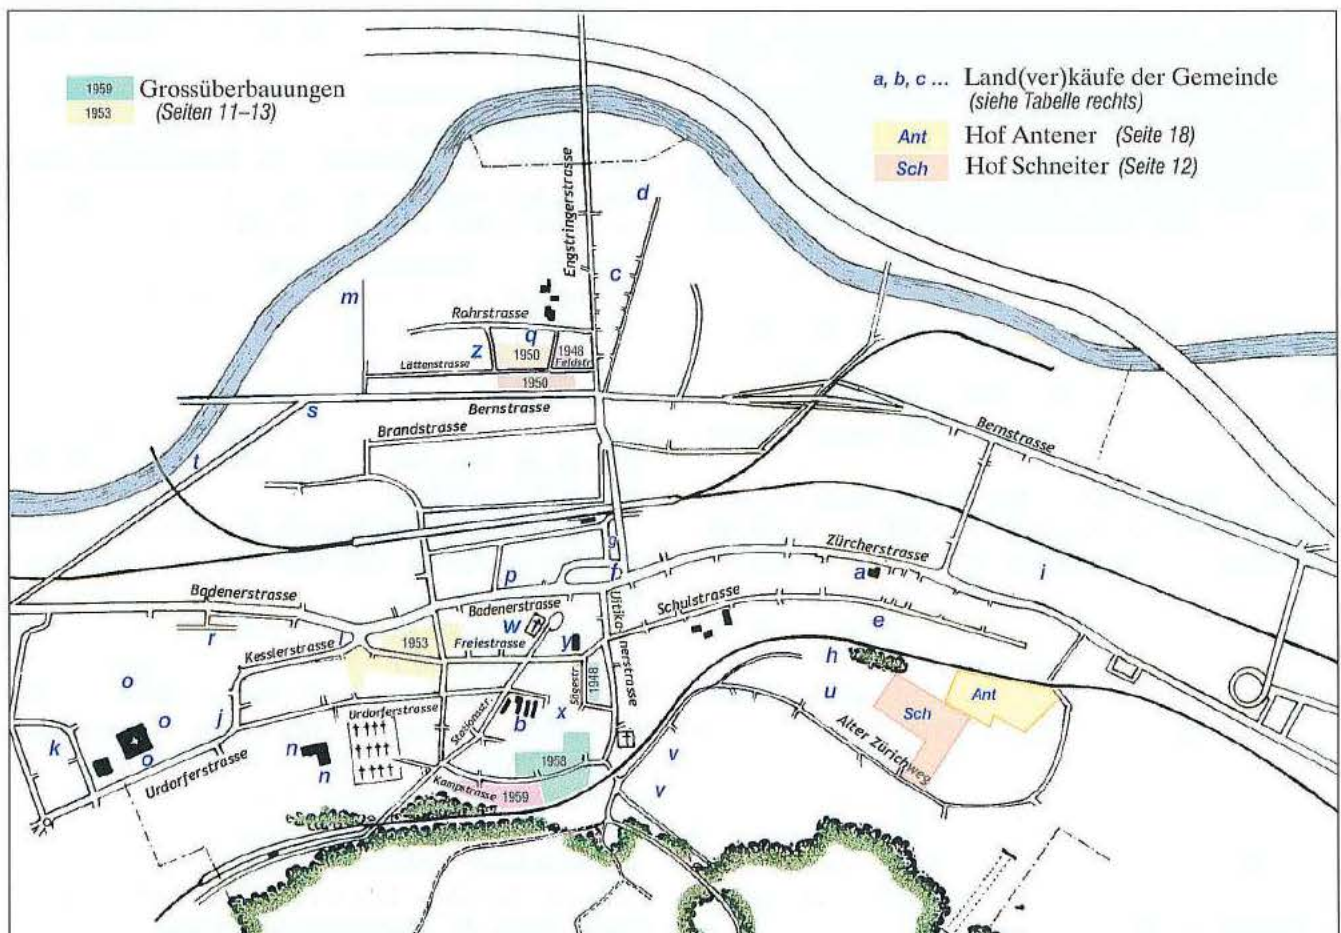 1959 Grossüberbauungen
1953 (Seiten 11–13)
a, b, c ... Land(ver)käufe der Gemeinde
(siehe Tabelle rechts)
Ant Hof Antener (Seite 18)
Sch Hof Schneiter (Seite 12)
Engstringerstrasse
d
c
m
Rohrstrasse
q
z
1950
1948
Feldstr.
Lättenstrasse
1950
s
Bernstrasse
Brandstrasse
Bernstrasse
t
g
Zürcherstrasse
p
f
a
i
Badenerstrasse
Badenerstrasse
Uitikonerstrasse
Schulstrasse
w
e
r
1953
Freiestrasse
y
Kesslerstrasse
h
o
1948
Sägestr.
u
Ant
Sch
o
j
Urdorferstrasse
Stationsstr.
b
x
Alter Zürichweg
k
n
o
n
v
1958
Urdorferstrasse
Kampstrasse
1959
v